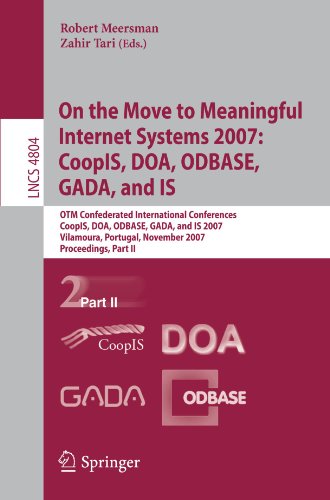 Robert Meersman
Zahir Tari (Eds.)
LNCS 4804
On the Move to Meaningful
Internet Systems 2007:
CoopIS, DOA, ODBASE,
GADA, and IS
OTM Confederated International Conferences
CoopIS, DOA, ODBASE, GADA, and IS 2007
Vilamoura, Portugal, November 2007
Proceedings, Part II
2 Part II
CoopIS
DOA
GADA
ODBASE
Springer